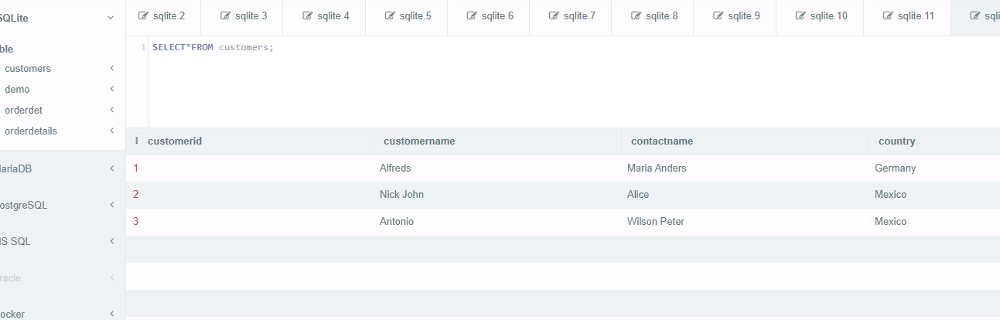 SQLite
sqlite.2 sqlite.3 sqlite.4 sqlite.5 sqlite.6 sqlite.7 sqlite.8 sqlite.9 sqlite.10 sqlite.11 sqli
ble
customers
demo
orderdet
orderdetails
ariaDB
ostgreSQL
S SQL
racle
ocker
1 SELECT*FROM customers;
customerid customername contactname country
1 Alfreds Maria Anders Germany
2 Nick John Alice Mexico
3 Antonio Wilson Peter Mexico